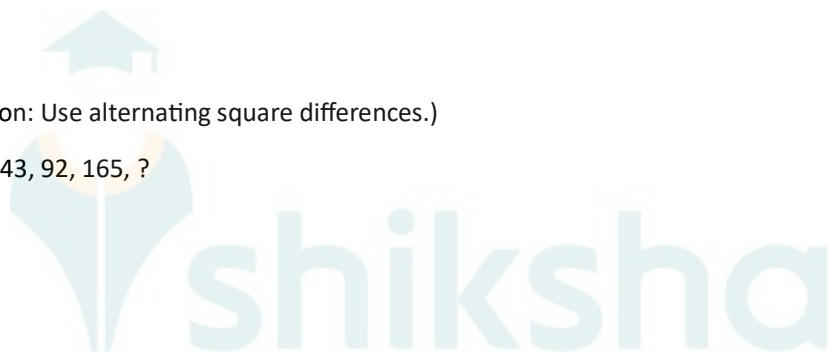 on: Use alternating square differences.)
43, 92, 165, ?
shiksha